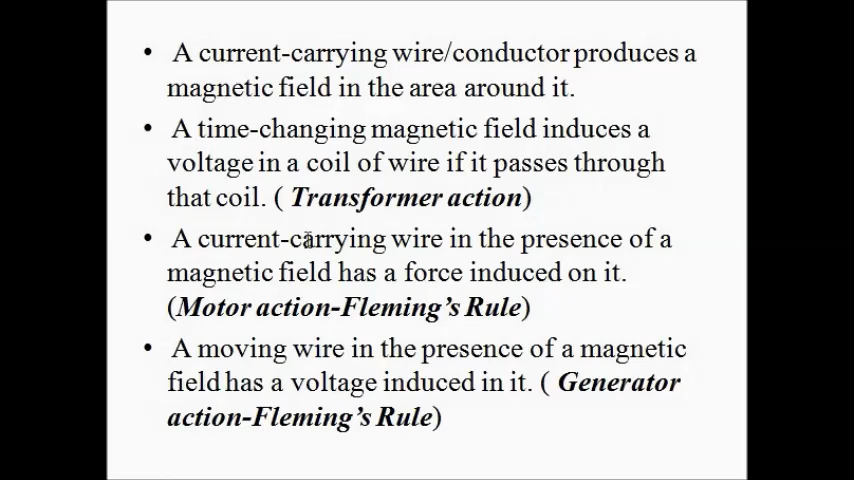 • A current-carrying wire/conductor produces a
magnetic field in the area around it.
• A time-changing magnetic field induces a
voltage in a coil of wire if it passes through
that coil. ( Transformer action)
• A current-carrying wire in the presence of a
magnetic field has a force induced on it.
(Motor action-Fleming's Rule)
• A moving wire in the presence of a magnetic
field has a voltage induced in it. ( Generator
action-Fleming's Rule)